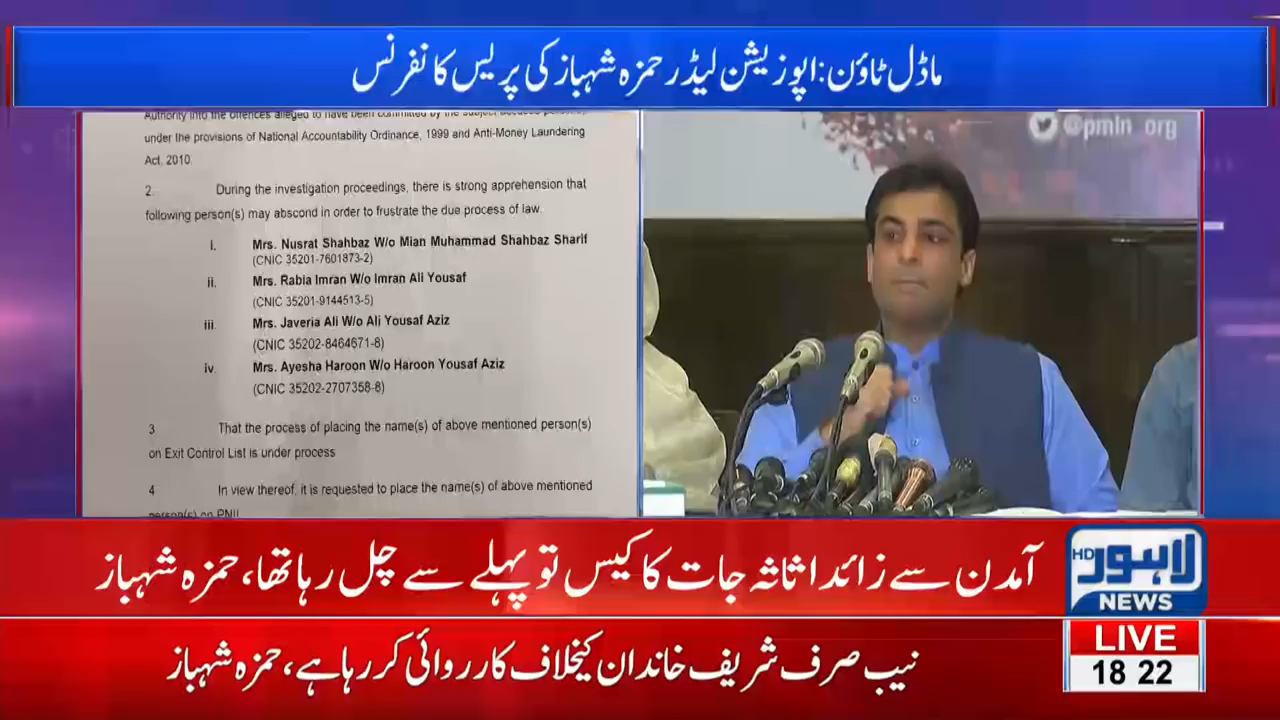 ماڈل ٹاؤن: اپوزیشن لیڈر حمزہ شہباز کی پریس کانفرنس
Authority into the offences alleged to have been committed by the subject accused
under the provisions of National Accountability Ordinance, 1999 and Anti-Money Laundering
Act, 2010.
2. During the investigation proceedings, there is strong apprehension that
following person(s) may abscond in order to frustrate the due process of law.
i. Mrs. Nusrat Shahbaz W/o Mian Muhammad Shahbaz Sharif
(CNIC 35201-7601873-2)
ii. Mrs. Rabia Imran W/o Imran Ali Yousaf
(CNIC 35201-9144513-5)
iii. Mrs. Javeria Ali W/o Ali Yousaf Aziz
(CNIC 35202-8464671-8)
iv. Mrs. Ayesha Haroon W/o Haroon Yousaf Aziz
(CNIC 35202-2707358-8)
3 That the process of placing the name(s) of above mentioned person(s)
on Exit Control List is under process
4 In view thereof, it is requested to place the name(s) of above mentioned
person(s) on PNIL
@pmln_org
آمدن سے زائد اثاثہ جات کا کیس تو پہلے سے چل رہا تھا، حمزہ شہباز
HD لاہور
NEWS
نیب صرف شریف خاندان کیخلاف کارروائی کر رہا ہے، حمزہ شہباز
LIVE
18 22